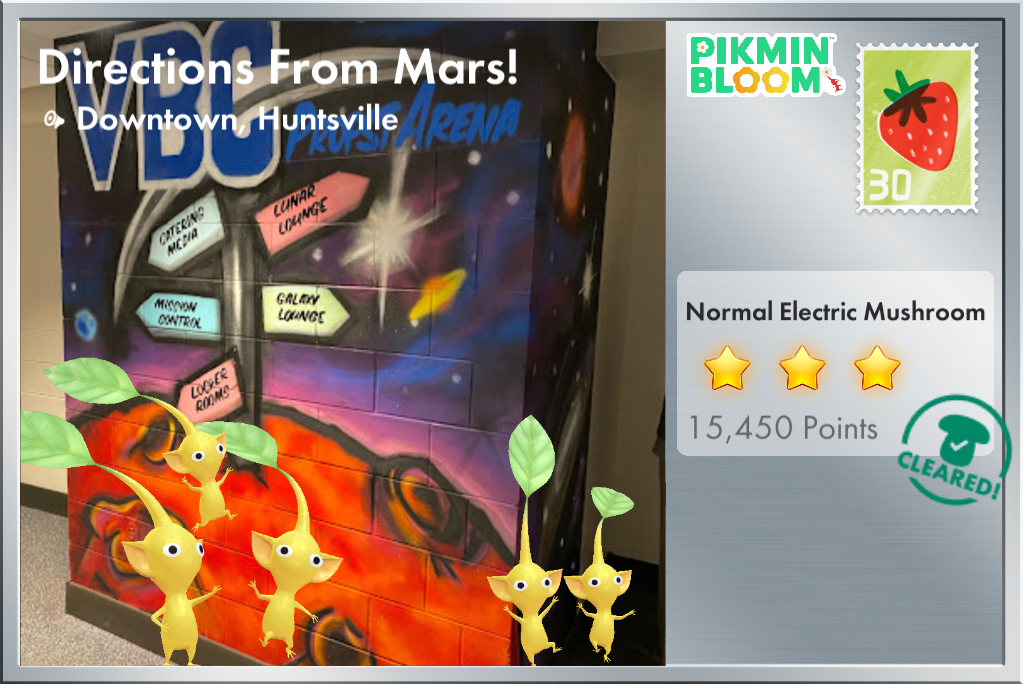 Directions From Mars!
Downtown, Huntsville
VBC
PROPST ARENA
CATERING
MEDIA
LUNAR
LOUNGE
MISSION
CONTROL
GALAXY
LOUNGE
LOCKER
ROOMS
PIKMIN
BLOOM
30
Normal Electric Mushroom
15,450 Points
CLEARED!